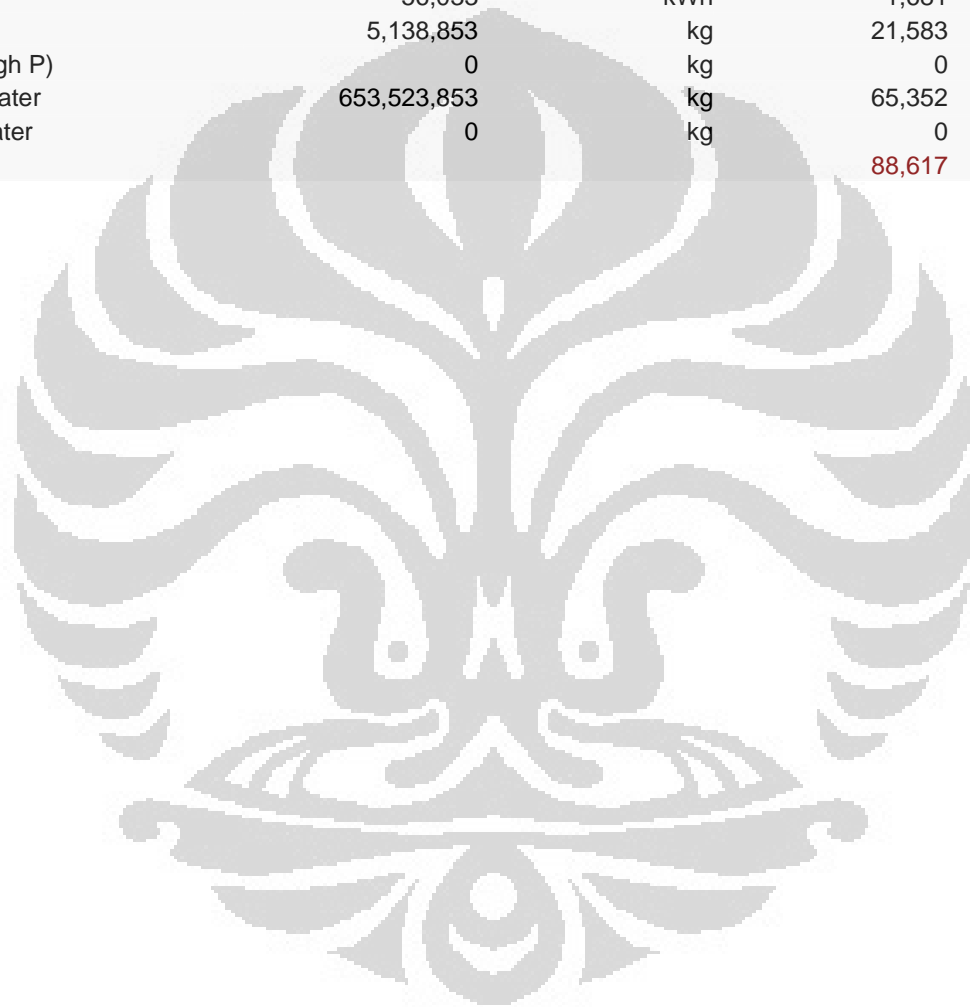 kWh
5,138,853 kg 21,583
gh P) 0 kg 0
ater 653,523,853 kg 65,352
ater 0 kg 0
88,617